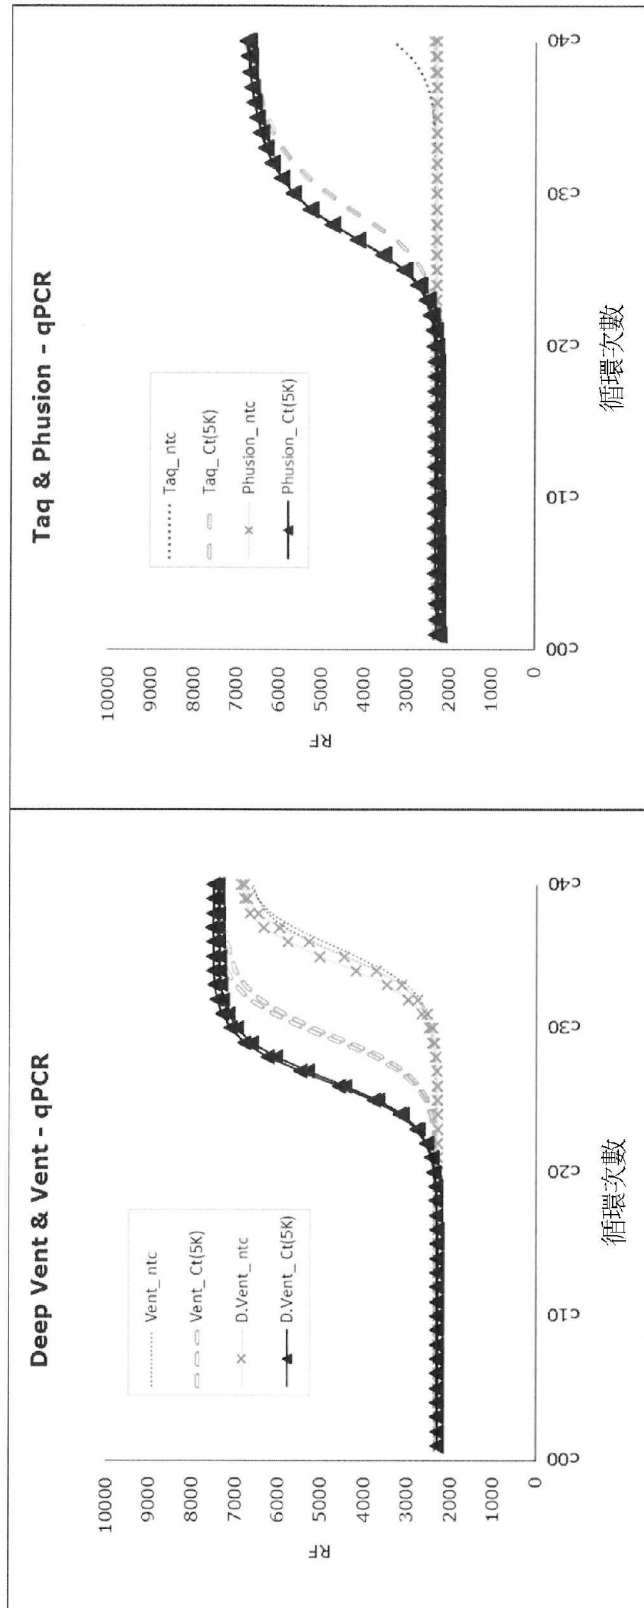 Deep Vent & Vent - qPCR
10000
9000
8000
7000
6000
5000
4000
3000
2000
1000
0
RF
Vent_ntc
Vent_Ct(5K)
D.Vent_ntc
D.Vent_Ct(5K)
c00
c10
c20
c30
c40
循環次數
Taq & Phusion - qPCR
10000
9000
8000
7000
6000
5000
4000
3000
2000
1000
0
RF
Taq_ntc
Taq_Ct(5K)
Phusion_ntc
Phusion_Ct(5K)
c00
c10
c20
c30
c40
循環次數